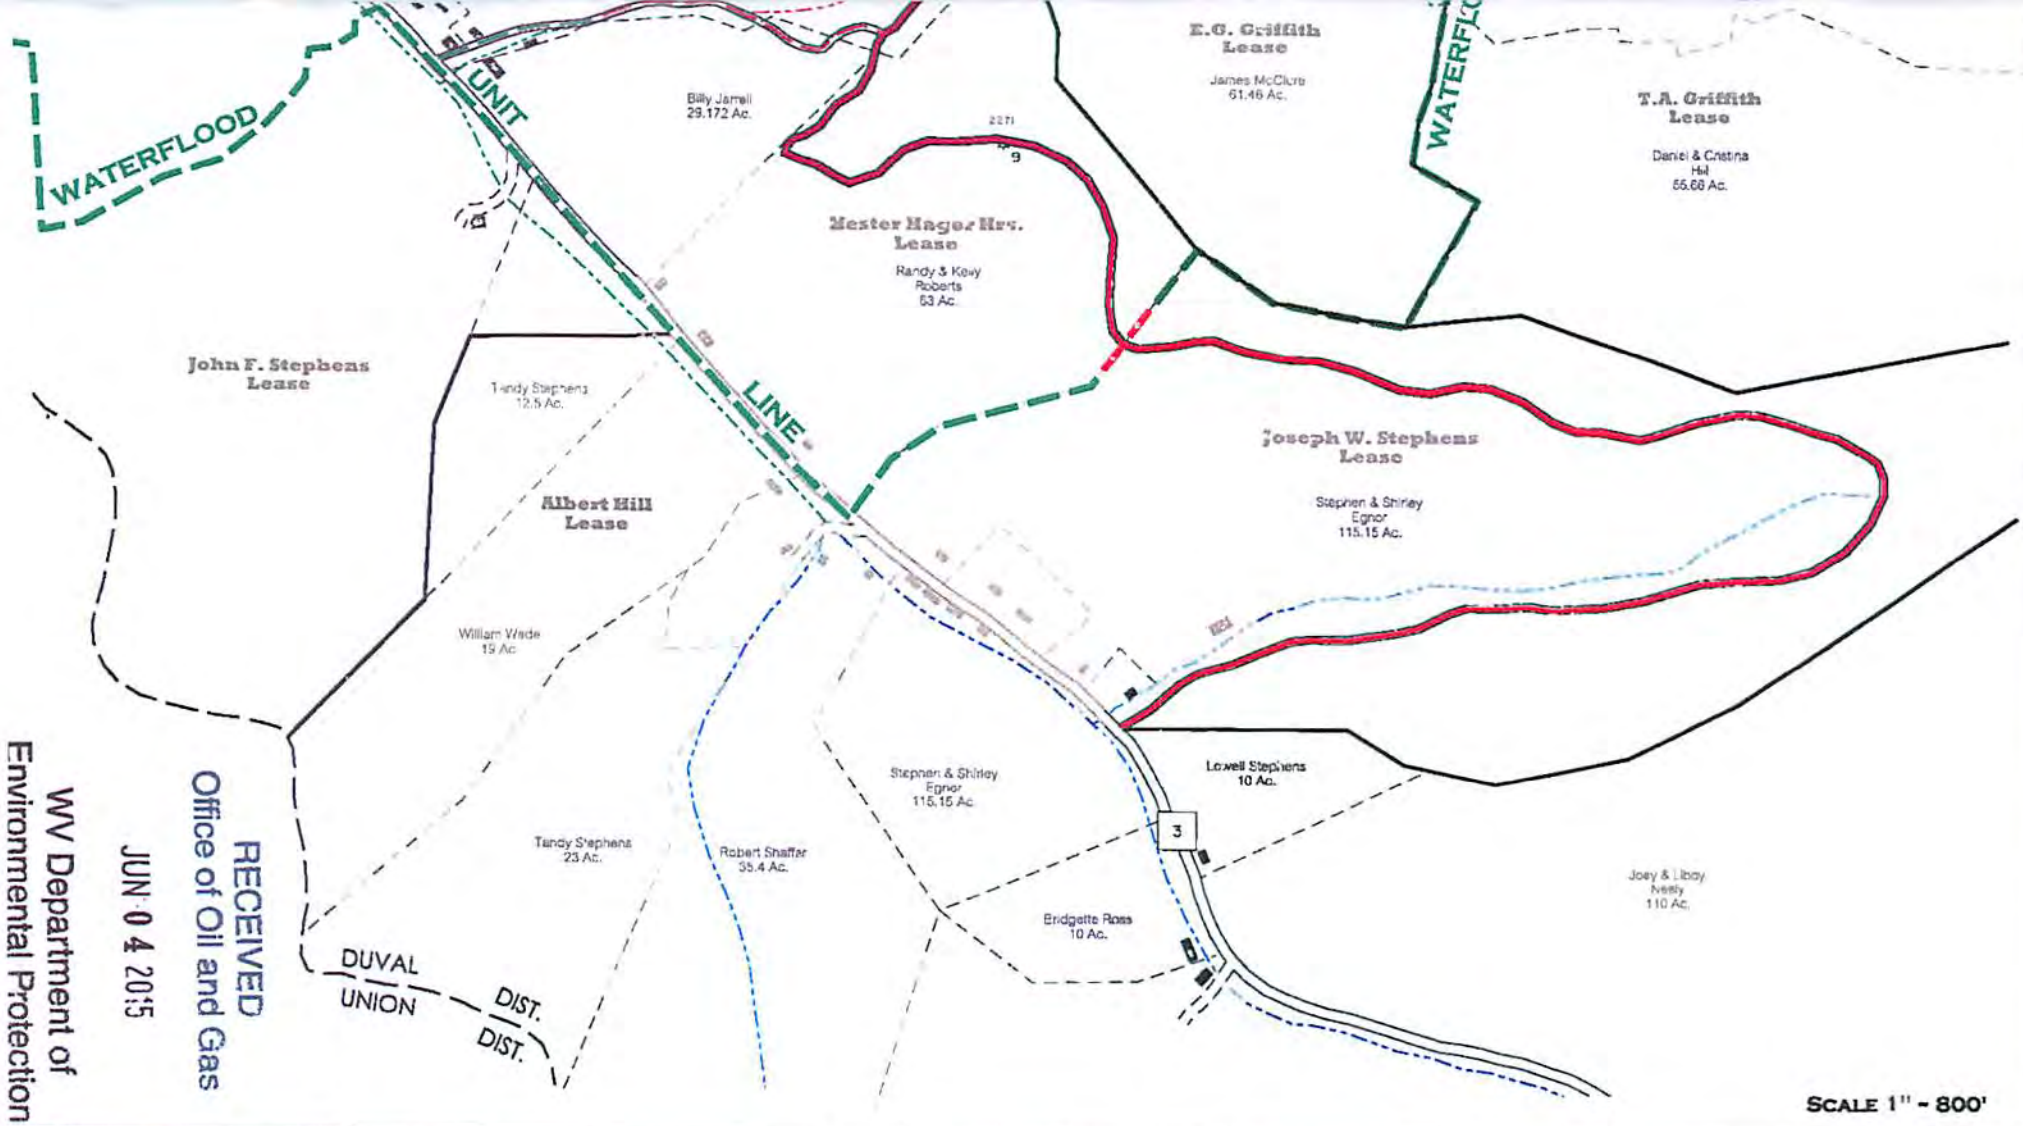 WATERFLOOD
UNIT
LINE
WATERFLO
E.G. Griffith
Lease
James McClure
61.46 Ac.
T.A. Griffith
Lease
Daniel & Cristina
Hill
55.66 Ac.
Billy Jarrell
29.172 Ac.
2271
9
Hester Hager Hrs.
Lease
Randy & Kelly
Roberts
63 Ac.
John F. Stephens
Lease
Tandy Stephens
12.5 Ac.
Albert Hill
Lease
Joseph W. Stephens
Lease
Stephen & Shirley
Egnor
115.15 Ac.
William Wade
19 Ac.
Stephen & Shirley
Egnor
115.15 Ac.
Lowell Stephens
10 Ac.
3
Tandy Stephens
23 Ac.
Robert Shaffer
35.4 Ac.
Bridgette Ross
10 Ac.
Joey & Libby
Neely
110 Ac.
DUVAL DIST.
UNION DIST.
RECEIVED
Office of Oil and Gas
JUN 04 2015
WV Department of
Environmental Protection
SCALE 1" - 800'